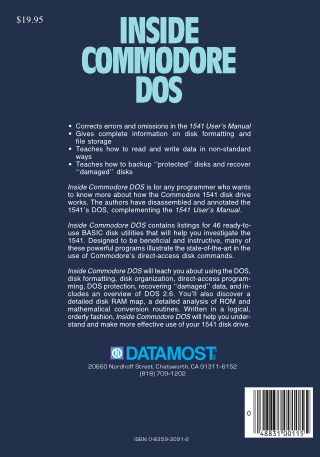 $19.95
INSIDE
COMMODORE
DOS
• Corrects errors and omissions in the 1541 User's Manual
• Gives complete information on disk formatting and
file storage
• Teaches how to read and write data in non-standard
ways
• Teaches how to backup "protected" disks and recover
"damaged" disks
Inside Commodore DOS is for any programmer who wants
to know more about how the Commodore 1541 disk drive
works. The authors have disassembled and annotated the
1541's DOS, complementing the 1541 User's Manual.
Inside Commodore DOS contains listings for 46 ready-to-
use BASIC disk utilities that will help you investigate the
1541. Designed to be beneficial and instructive, many of
these powerful programs illustrate the state-of-the-art in the
use of Commodore's direct-access disk commands.
Inside Commodore DOS will teach you about using the DOS,
disk formatting, disk organization, direct-access program-
ming, DOS protection, recovering "damaged" data, and in-
cludes an overview of DOS 2.6. You'll also discover a
detailed disk RAM map, a detailed analysis of ROM and
mathematical conversion routines. Written in a logical,
orderly fashion, Inside Commodore DOS will help you under-
stand and make more effective use of your 1541 disk drive.
DATAMOST
20660 Nordhoff Street, Chatsworth, CA 91311-6152
(818) 709-1202
0
48831 00113
ISBN 0-8359-3091-2